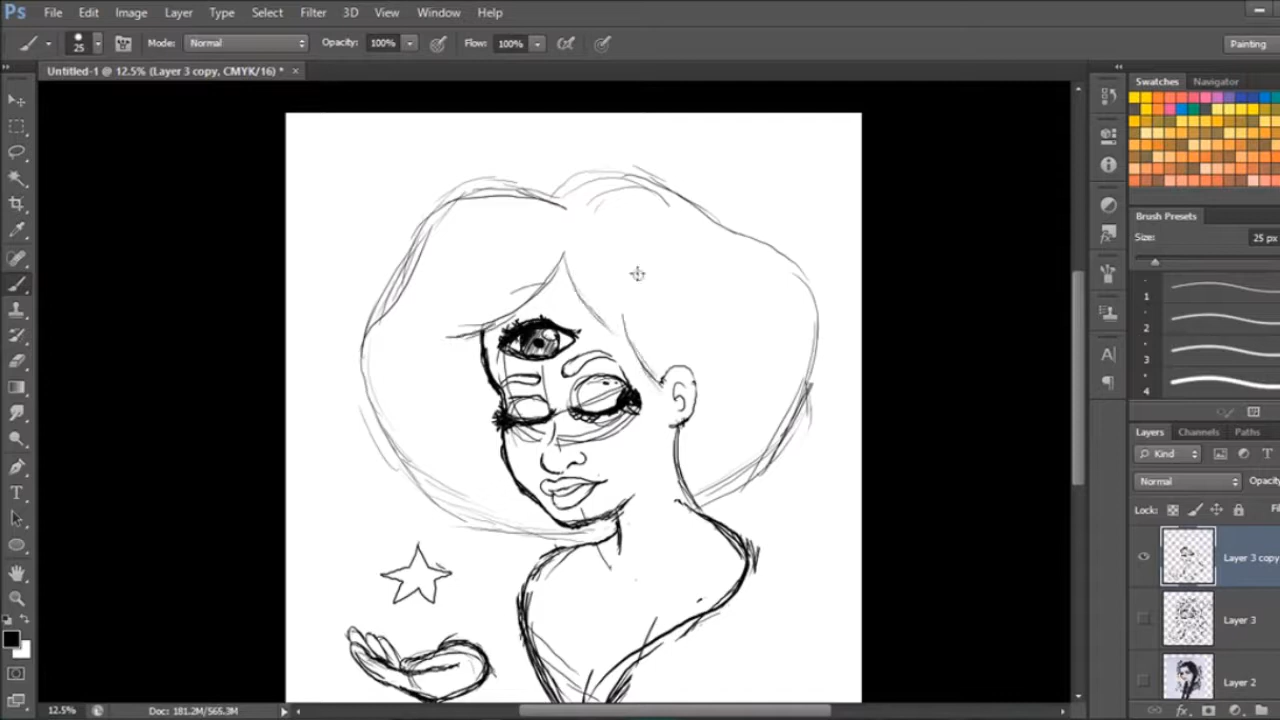 Ps File Edit Image Layer Type Select Filter 3D View Window Help
25 Mode: Normal Opacity: 100% Flow: 100% Painting
Untitled-1 @ 12.5% (Layer 3 copy, CMYK/16) * ×
Swatches Navigator
Brush Presets
Size: 25 px
1
2
3
4
Layers Channels Paths
Kind
Normal Opacity
Lock:
Layer 3 copy
Layer 3
Layer 2
12.5% Doc: 181.2M/565.3M